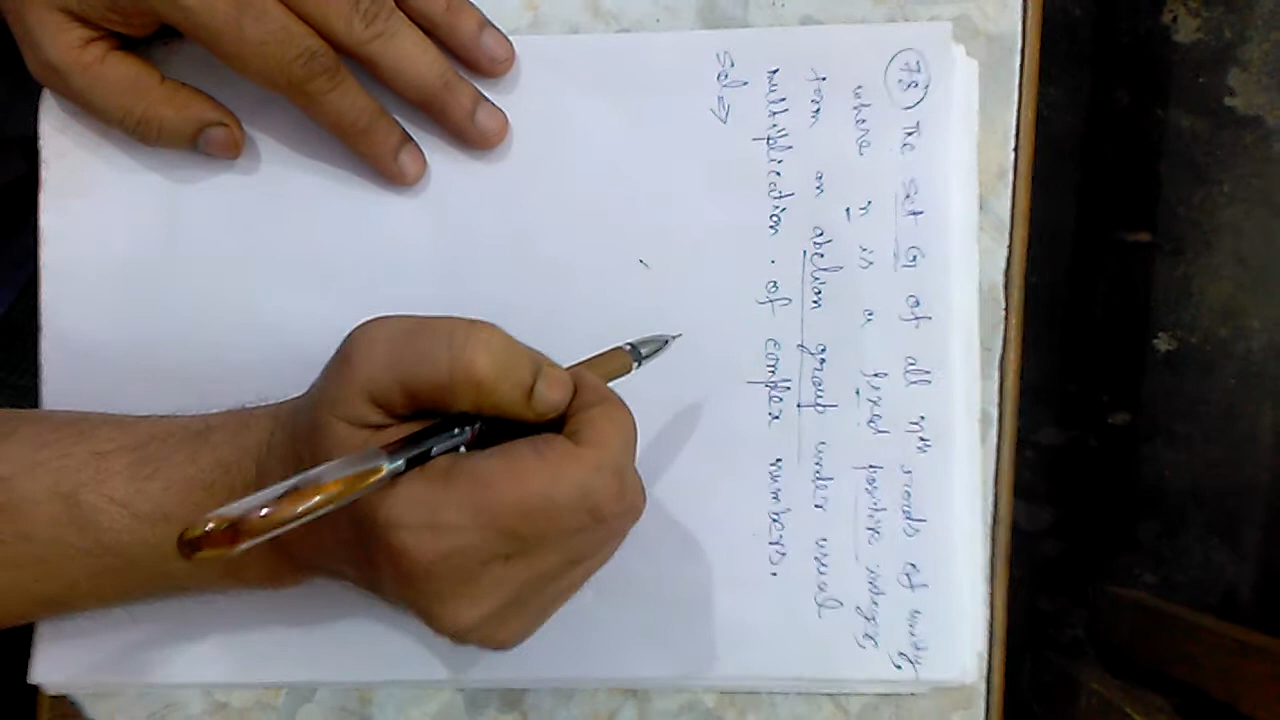 73) The set G of all nth roots of unity,
where n is a fixed positive integer,
form an abelian group under usual
multiplication . of complex numbers.
Sol⇒